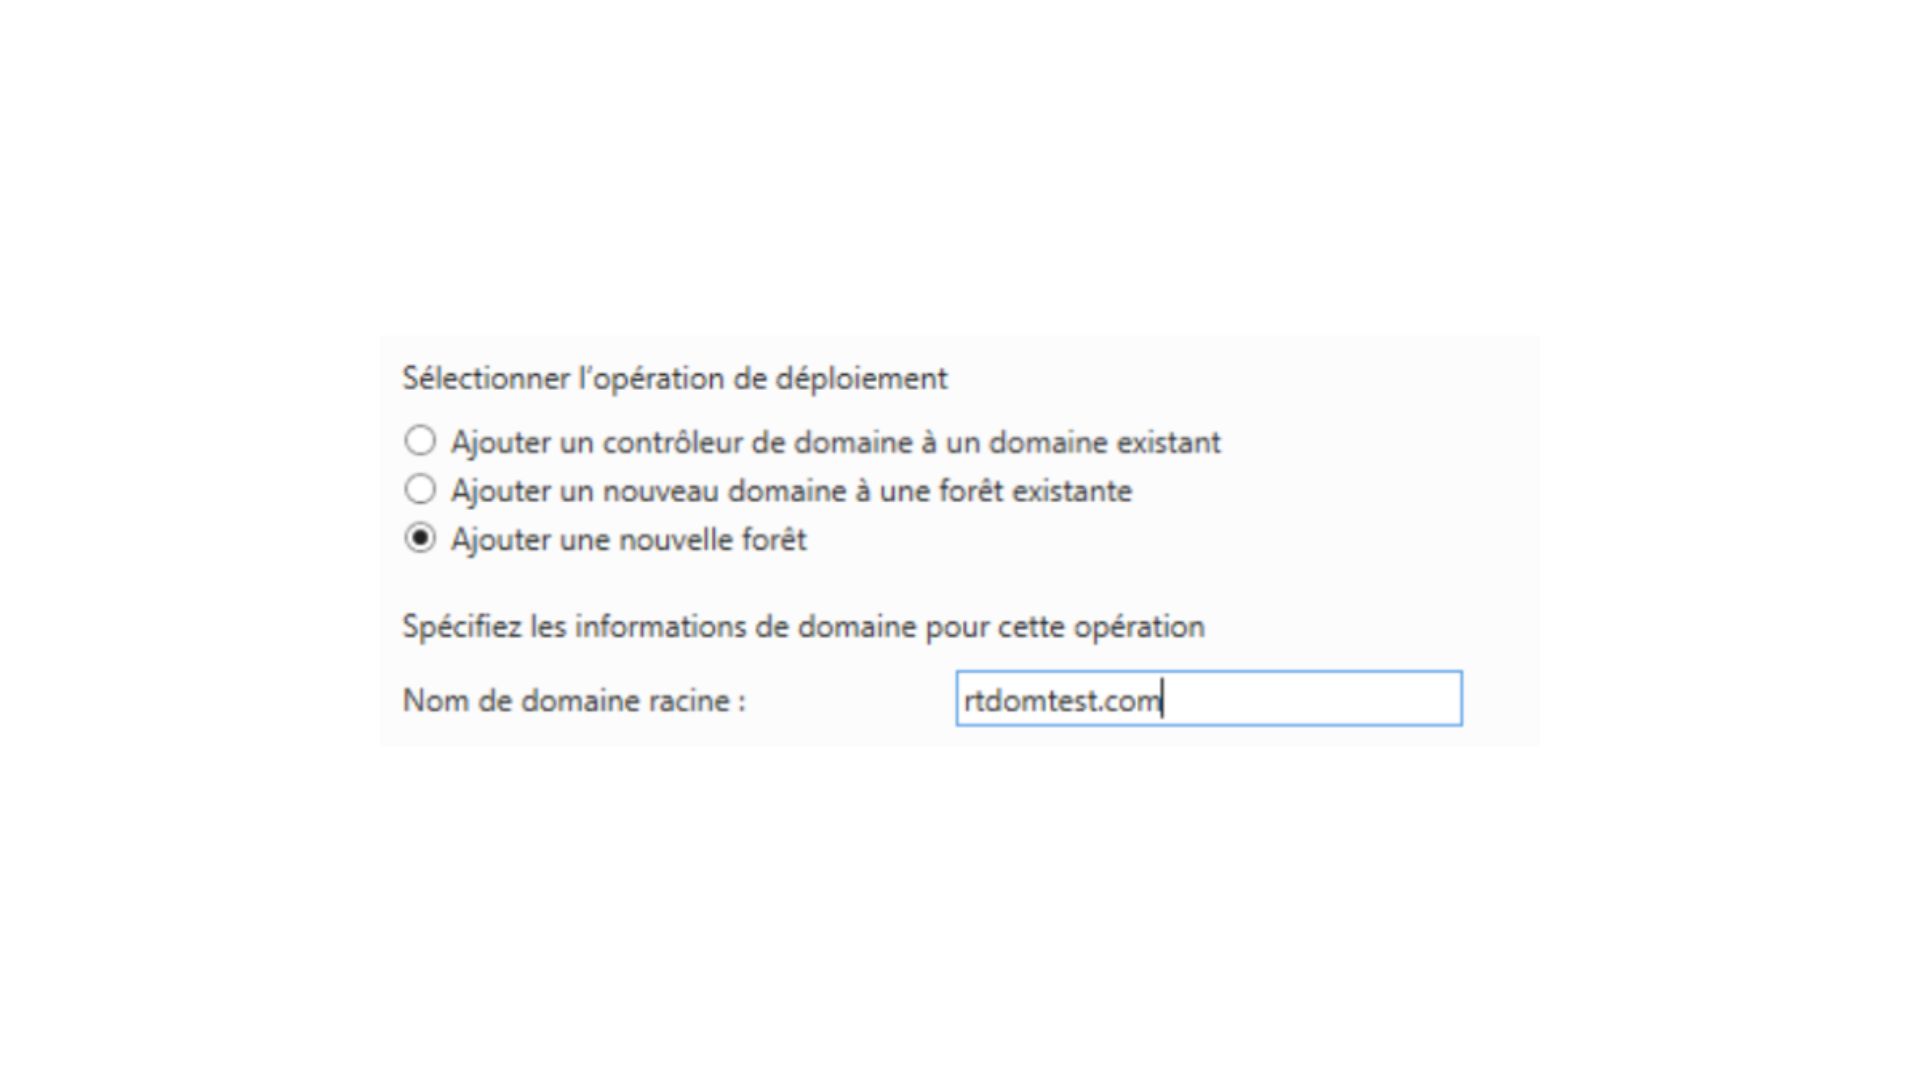 Sélectionner l'opération de déploiement
Ajouter un contrôleur de domaine à un domaine existant
Ajouter un nouveau domaine à une forêt existante
Ajouter une nouvelle forêt
Spécifiez les informations de domaine pour cette opération
Nom de domaine racine : rtdomtest.com